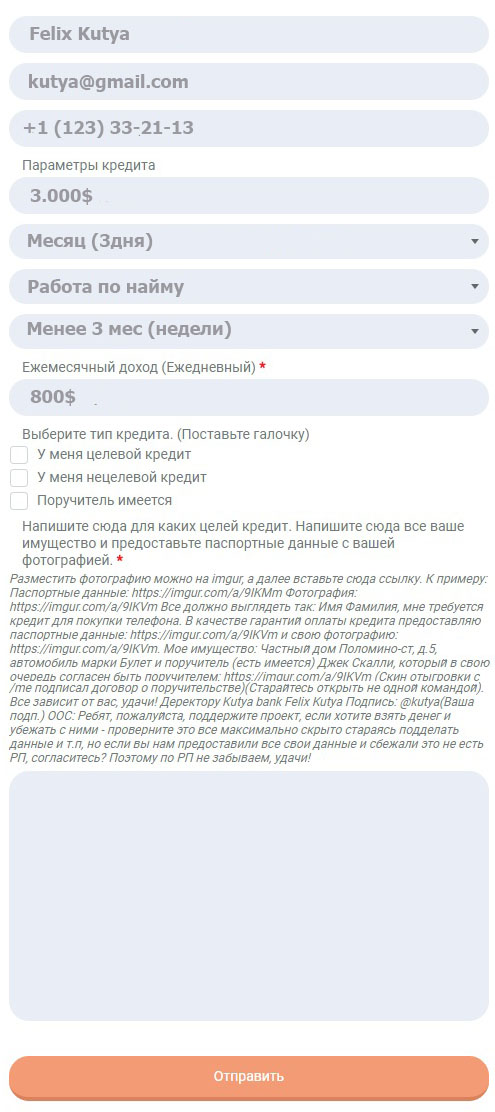 Felix Kutya
kutya@gmail.com
+1 (123) 33-21-13
Параметры кредита
3.000$
Месяц (3дня)
Работа по найму
Менее 3 мес (недели)
Ежемесячный доход (Ежедневный) *
800$
Выберите тип кредита. (Поставьте галочку)
У меня целевой кредит
У меня нецелевой кредит
Поручитель имеется
Напишите сюда для каких целей кредит. Напишите сюда все ваше
имущество и предоставьте паспортные данные с вашей
фотографией. *
Разместить фотографию можно на imgur, а далее вставьте сюда ссылку. К примеру:
Паспортные данные: https://imgur.com/a/9IKMm Фотография:
https://imgur.com/a/9IKVm Все должно выглядеть так: Имя Фамилия, мне требуется
кредит для покупки телефона. В качестве гарантий оплаты кредита предоставляю
паспортные данные: https://imgur.com/a/9IKVm и свою фотографию:
https://imgur.com/a/9IKVm. Мое имущество: Частный дом Поломино-ст, д.5,
автомобиль марки Булет и поручитель (есть имеется) Джек Скалли, который в свою
очередь согласен быть поручителем: https://imgur.com/a/9IKVm (Скин отыгровки с
/me подписал договор о поручительстве)(Старайтесь открыть не одной командой).
Все зависит от вас, удачи! Деректору Kutya bank Felix Kutya Подпись: @kutya(Ваша
подп.) ООС: Ребят, пожалуйста, поддержите проект, если хотите взять денег и
убежать с ними - проверните это все максимально скрыто стараясь подделать
данные и т.п, но если вы нам предоставили все свои данные и сбежали это не есть
РП, согласитесь? Поэтому по РП не забываем, удачи!
Отправить